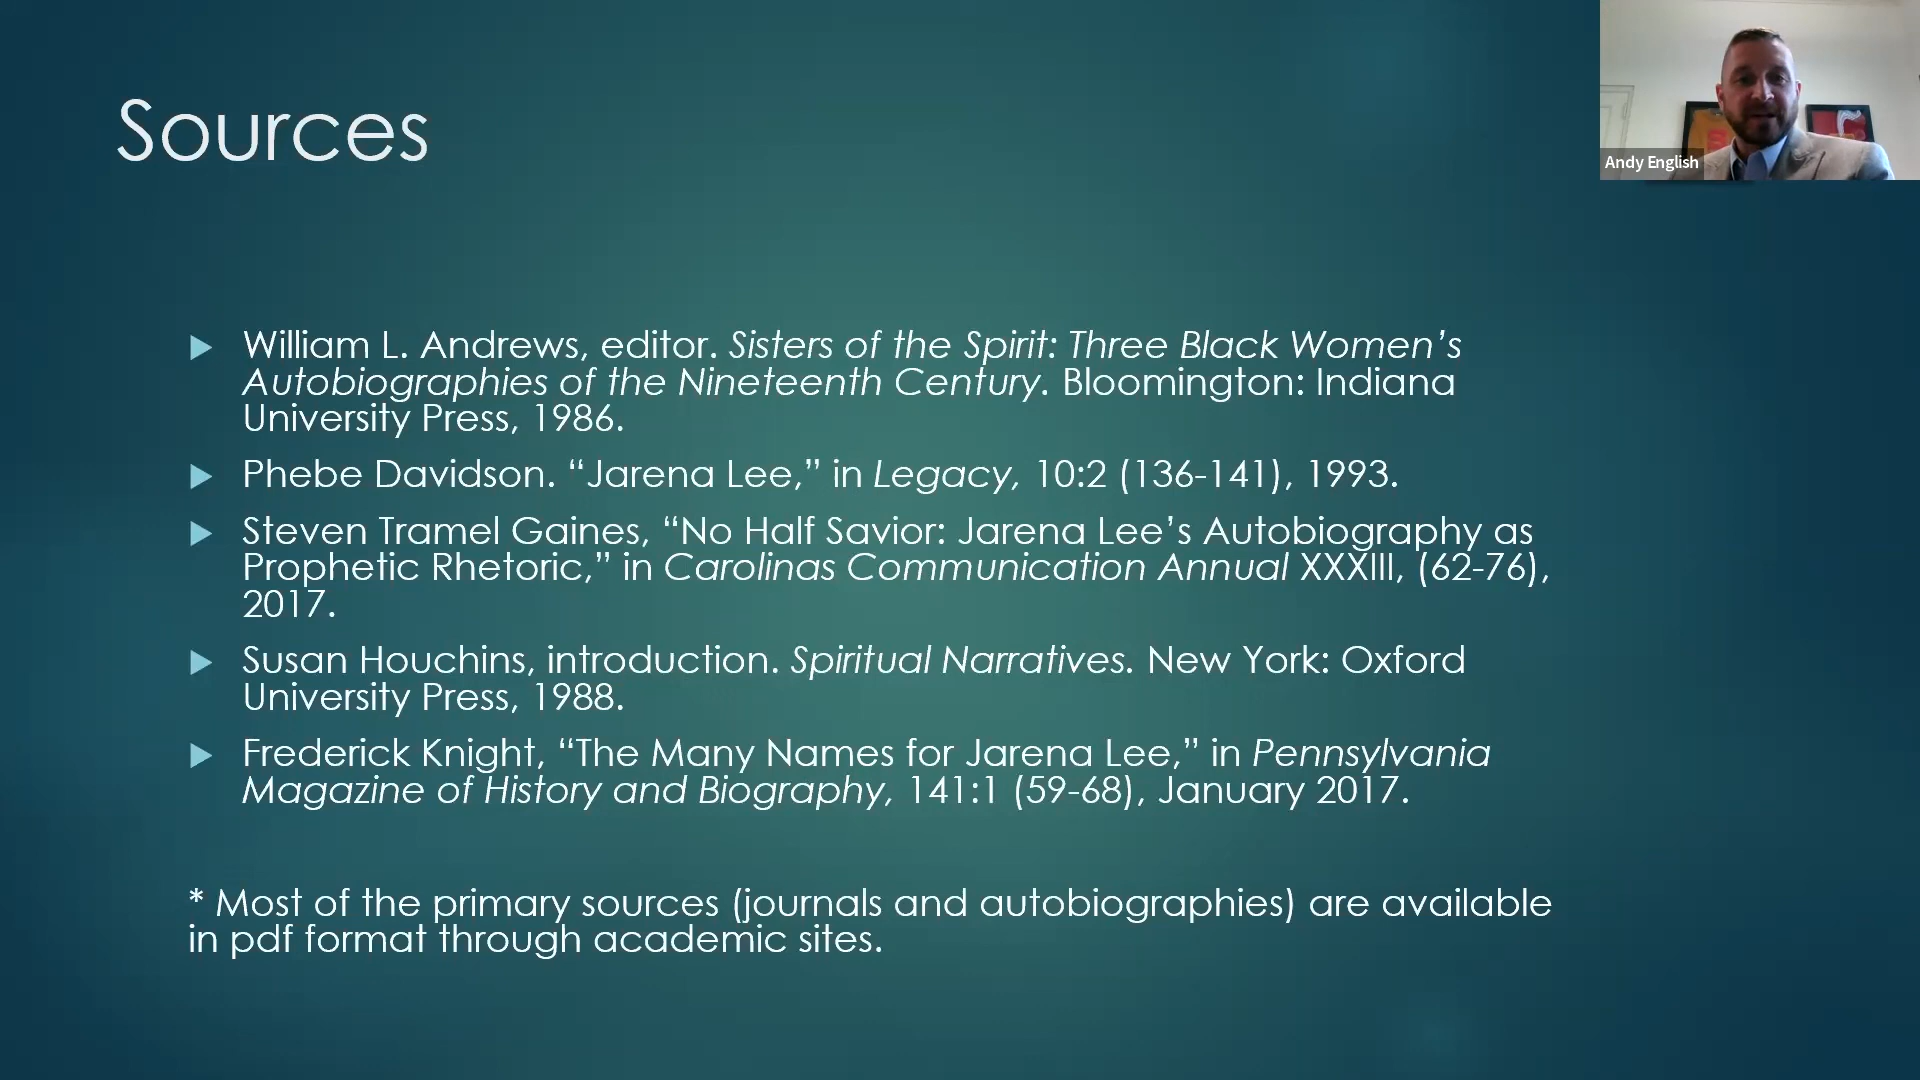 Sources
Andy English
William L. Andrews, editor. Sisters of the Spirit: Three Black Women’s
Autobiographies of the Nineteenth Century. Bloomington: Indiana
University Press, 1986.
Phebe Davidson. “Jarena Lee,” in Legacy, 10:2 (136-141), 1993.
Steven Tramel Gaines, “No Half Savior: Jarena Lee’s Autobiography as
Prophetic Rhetoric,” in Carolinas Communication Annual XXXIII, (62-76),
2017.
Susan Houchins, introduction. Spiritual Narratives. New York: Oxford
University Press, 1988.
Frederick Knight, “The Many Names for Jarena Lee,” in Pennsylvania
Magazine of History and Biography, 141:1 (59-68), January 2017.
* Most of the primary sources (journals and autobiographies) are available
in pdf format through academic sites.